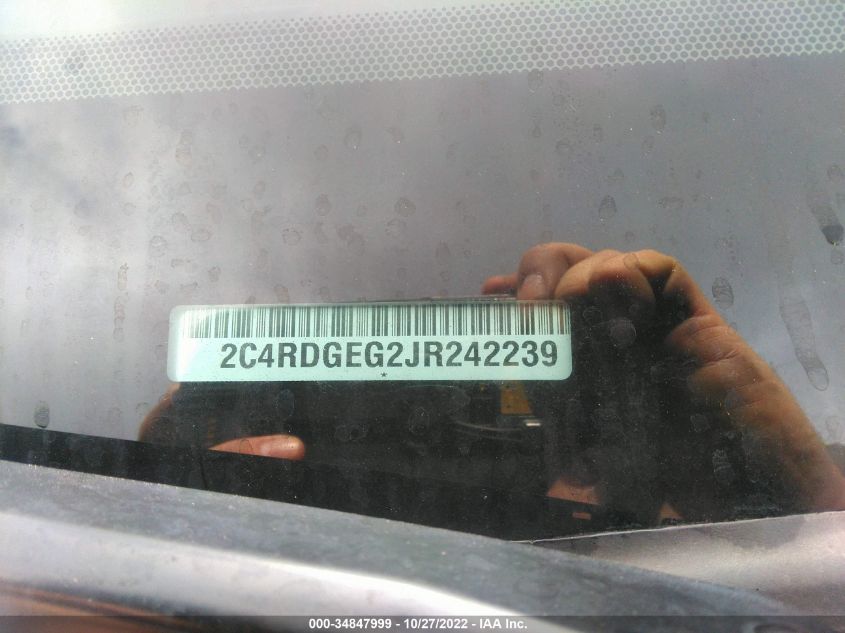 2C4RDGEG2JR242239
*
000-34847999 - 10/27/2022 - IAA Inc.